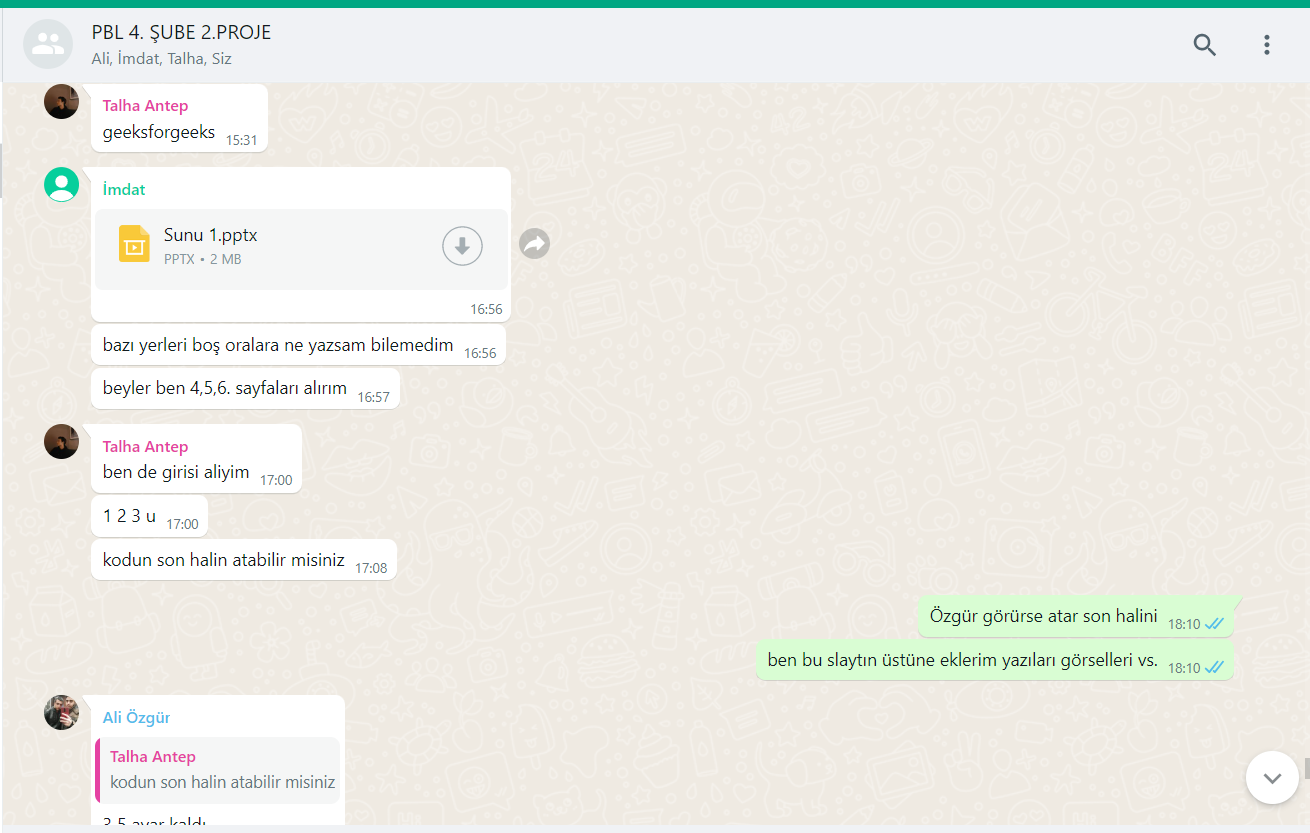 PBL 4. ŞUBE 2.PROJE
Ali, İmdat, Talha, Siz
Talha Antep
geeksforgeeks 15:31
İmdat
Sunu 1.pptx
PPTX • 2 MB
16:56
bazı yerleri boş oralara ne yazsam bilemedim 16:56
beyler ben 4,5,6. sayfaları alırım 16:57
Talha Antep
ben de girisi aliyim 17:00
1 2 3 u 17:00
kodun son halin atabilir misiniz 17:08
Özgür görürse atar son halini 18:10
ben bu slaytın üstüne eklerim yazıları görselleri vs. 18:10
Ali Özgür
Talha Antep
kodun son halin atabilir misiniz
3 5 ayar kaldı